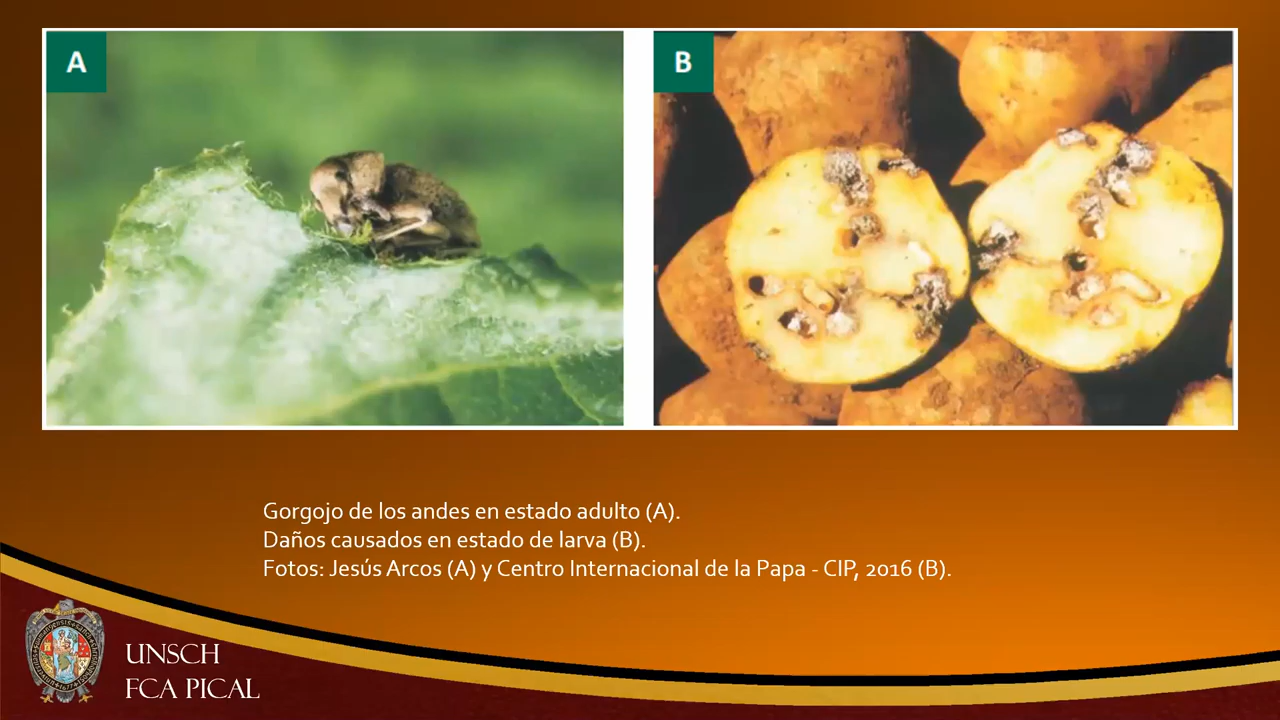 A
B
Gorgojo de los andes en estado adulto (A).
Daños causados en estado de larva (B).
Fotos: Jesús Arcos (A) y Centro Internacional de la Papa - CIP, 2016 (B).
UNSCH
FCA PICAL